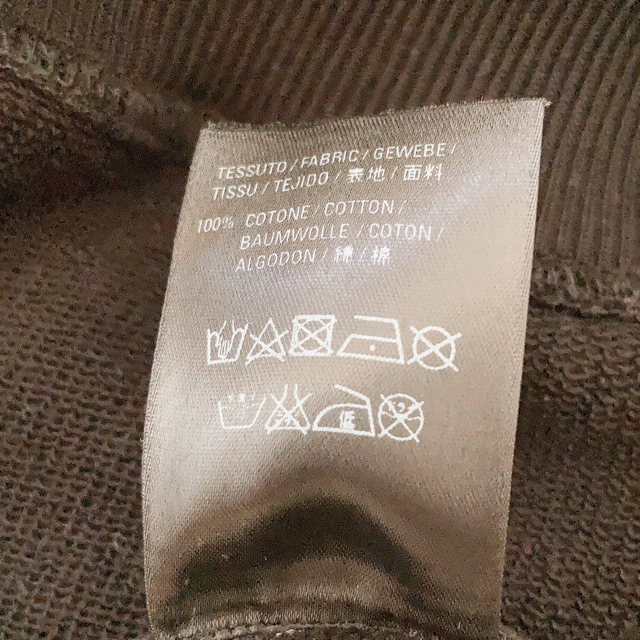 TESSUTO / FABRIC / GEWEBE /
TISSU / TEJIDO / 表地 / 面料
100% COTONE / COTTON /
BAUMWOLLE / COTON /
ALGODON / 綿 / 棉